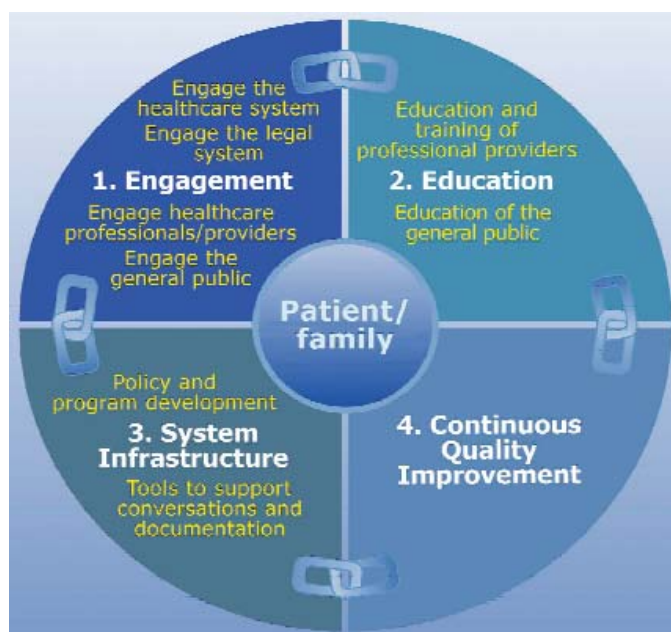 Engage the
healthcare system
Engage the legal
system
1. Engagement
Engage healthcare
professionals/providers
Engage the
general public
Education and
training of
professional providers
2. Education
Education of the
general public
Patient/
family
Policy and
program development
3. System
Infrastructure
Tools to support
conversations and
documentation
4. Continuous
Quality
Improvement